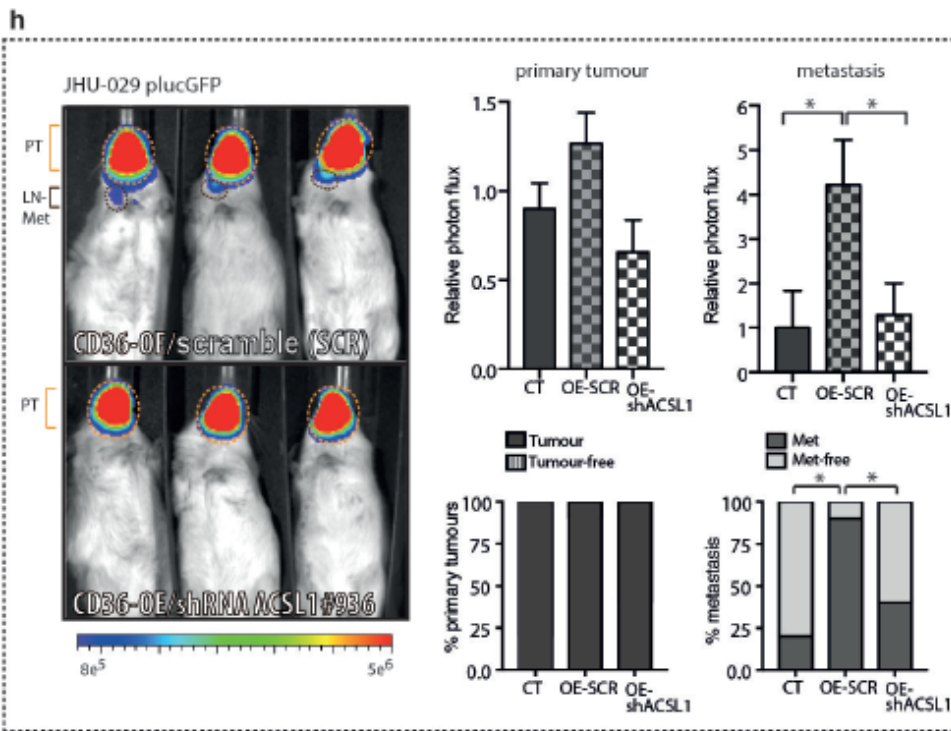 h
JHU-029 plucGFP
PT
LN-
Met
CD36-OE/scramble (SCR)
PT
CD36-OE/shRNA ACSL1#936
8e5
5e6
primary tumour
Relative photon flux
1.5
1.0
0.5
0.0
CT
OE-SCR
OE-
shACSL1
metastasis
Relative photon flux
6
5
4
2
1
0
* *
CT
OE-SCR
OE-
shACSL1
Tumour
Tumour-free
% primary tumours
100
75
50
25
0.0
CT
OE-SCR
OE-
shACSL1
Met
Met-free
* *
% metastasis
100
75
50
25
0.0
CT
OE-SCR
OE-
shACSL1